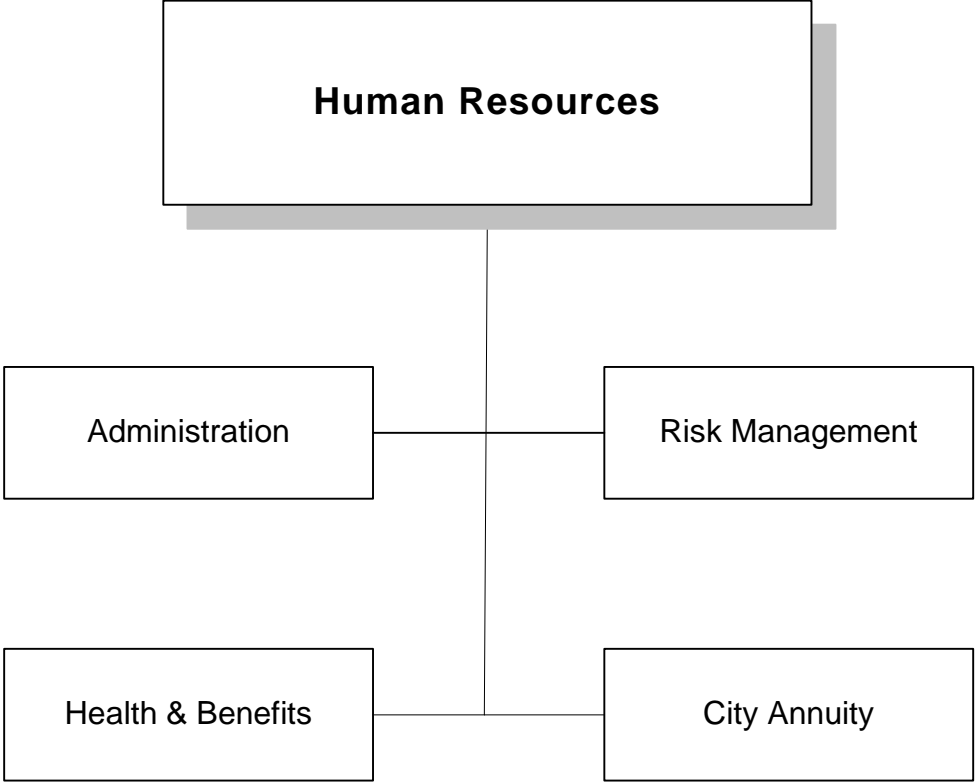 Human Resources
Administration
Risk Management
Health & Benefits
City Annuity